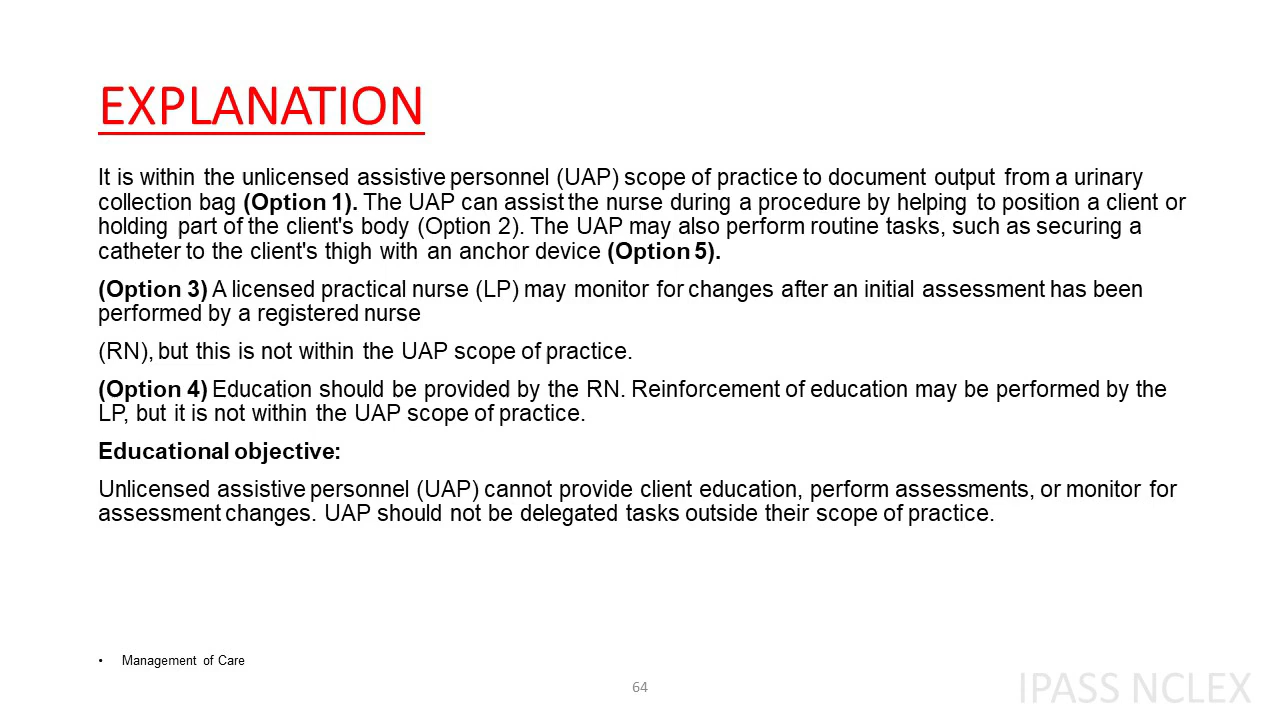 EXPLANATION
It is within the unlicensed assistive personnel (UAP) scope of practice to document output from a urinary
collection bag (Option 1). The UAP can assist the nurse during a procedure by helping to position a client or
holding part of the client's body (Option 2). The UAP may also perform routine tasks, such as securing a
catheter to the client's thigh with an anchor device (Option 5).
(Option 3) A licensed practical nurse (LP) may monitor for changes after an initial assessment has been
performed by a registered nurse
(RN), but this is not within the UAP scope of practice.
(Option 4) Education should be provided by the RN. Reinforcement of education may be performed by the
LP, but it is not within the UAP scope of practice.
Educational objective:
Unlicensed assistive personnel (UAP) cannot provide client education, perform assessments, or monitor for
assessment changes. UAP should not be delegated tasks outside their scope of practice.
• Management of Care
64
IPASS NCLEX